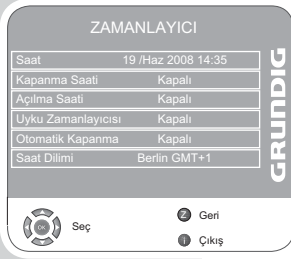 ZAMANLAYICI
Saat 19 /Haz 2008 14:35
Kapanma Saati Kapalı
Açılma Saati Kapalı
Uyku Zamanlayıcısı Kapalı
Otomatik Kapanma Kapalı
Saat Dilimi Berlin GMT+1
GRUNDIG
OK Seç
Z Geri
i Çıkış